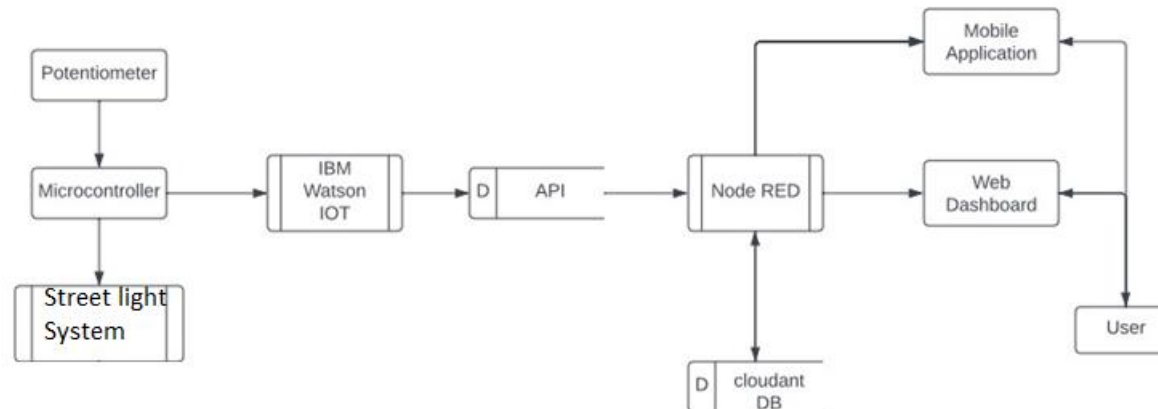 Mobile
Application
Potentiometer
Microcontroller
IBM
Watson
IOT
D
API
Node RED
Web
Dashboard
Street light
System
User
D
cloudant
DB